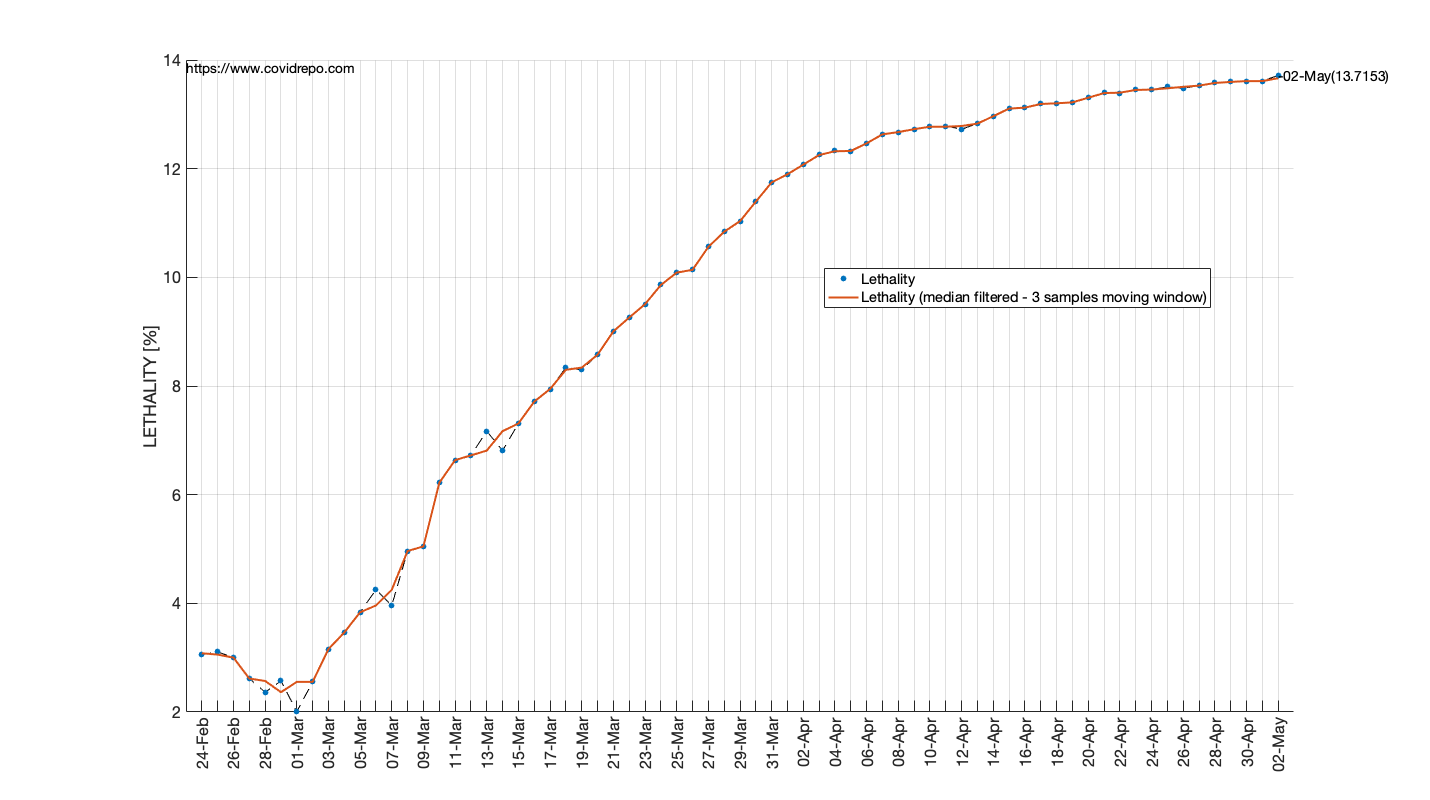 https://www.covidrepo.com
02-May(13.7153)
14
12
10
8
6
4
2
LETHALITY [%]
Lethality
Lethality (median filtered - 3 samples moving window)
24-Feb
26-Feb
28-Feb
01-Mar
03-Mar
05-Mar
07-Mar
09-Mar
11-Mar
13-Mar
15-Mar
17-Mar
19-Mar
21-Mar
23-Mar
25-Mar
27-Mar
29-Mar
31-Mar
02-Apr
04-Apr
06-Apr
08-Apr
10-Apr
12-Apr
14-Apr
16-Apr
18-Apr
20-Apr
22-Apr
24-Apr
26-Apr
28-Apr
30-Apr
02-May